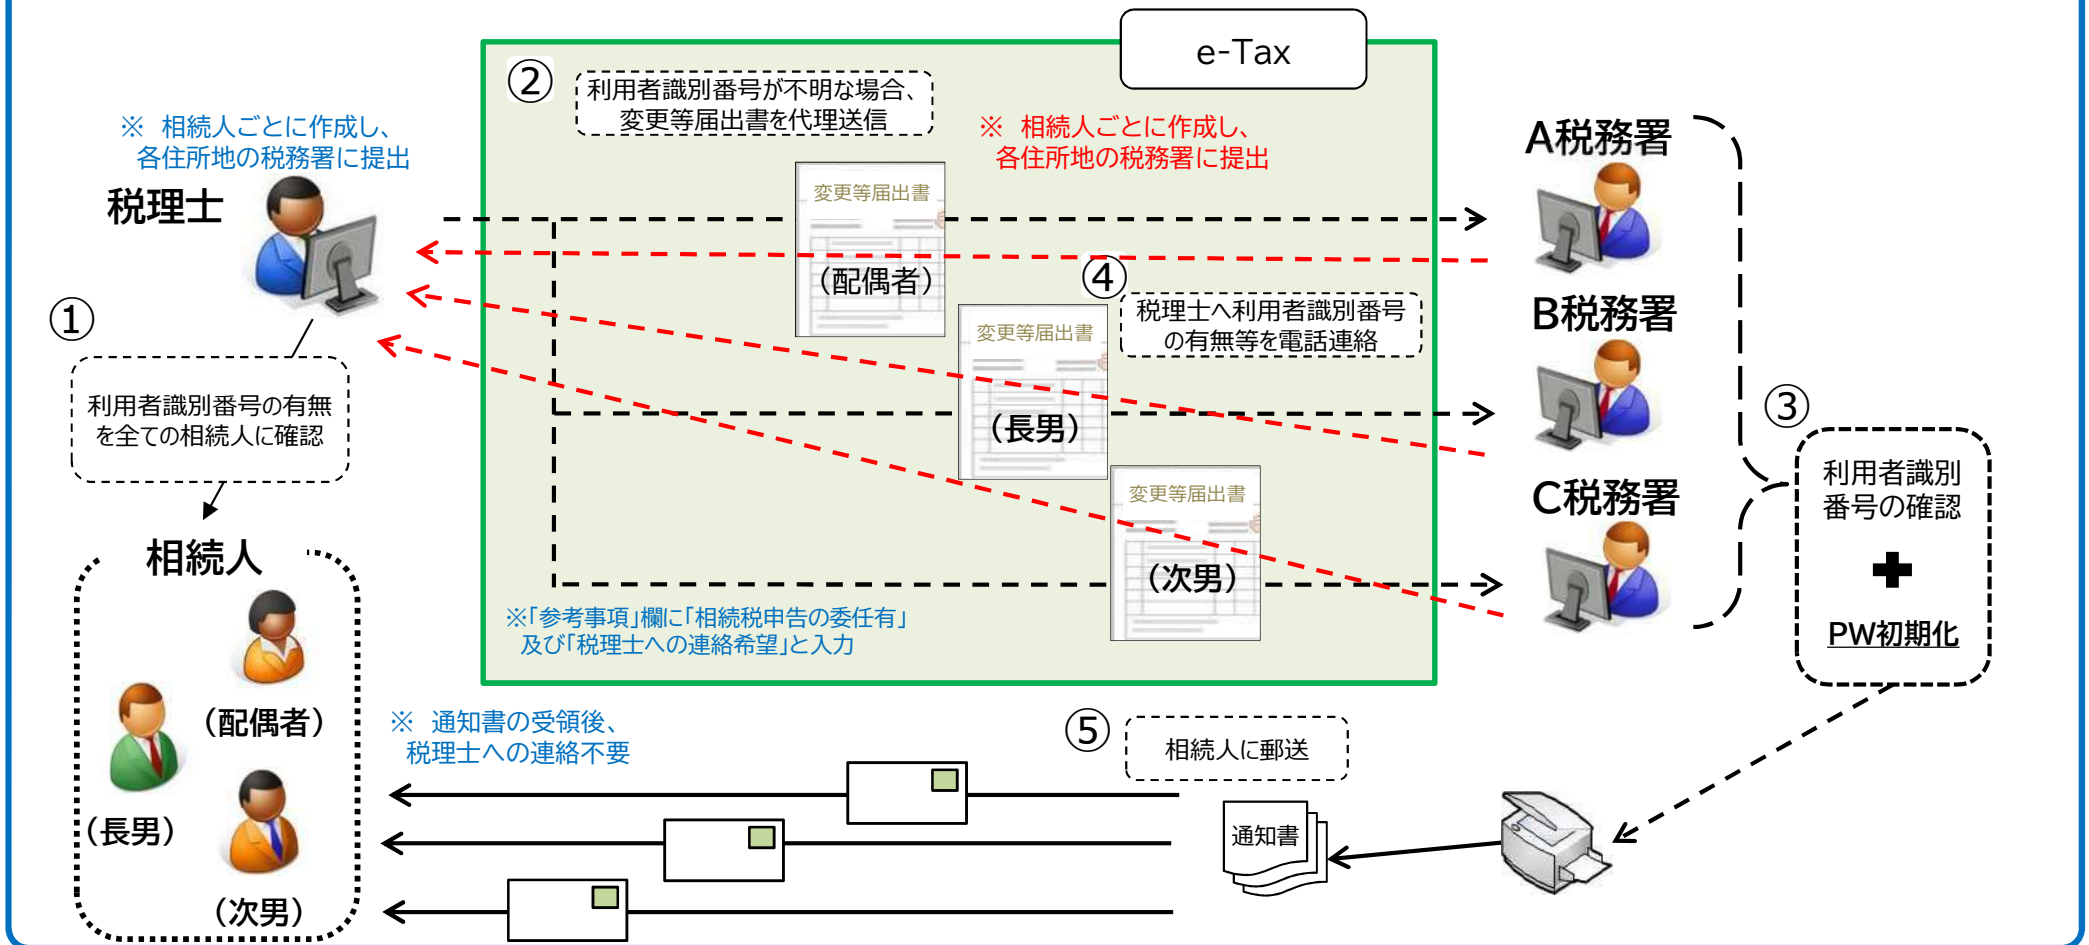 e-Tax
②
利用者識別番号が不明な場合、
変更等届出書を代理送信
※ 相続人ごとに作成し、
各住所地の税務署に提出
※ 相続人ごとに作成し、
各住所地の税務署に提出
税理士
A税務署
変更等届出書
（配偶者）
④
税理士へ利用者識別番号
の有無等を電話連絡
B税務署
①
利用者識別番号の有無
を全ての相続人に確認
変更等届出書
（長男）
③
利用者識別
番号の確認
＋
PW初期化
C税務署
変更等届出書
（次男）
※「参考事項」欄に「相続税申告の委任有」
及び「税理士への連絡希望」と入力
相続人
（配偶者）
（長男）
（次男）
※ 通知書の受領後、
税理士への連絡不要
⑤
相続人に郵送
通知書